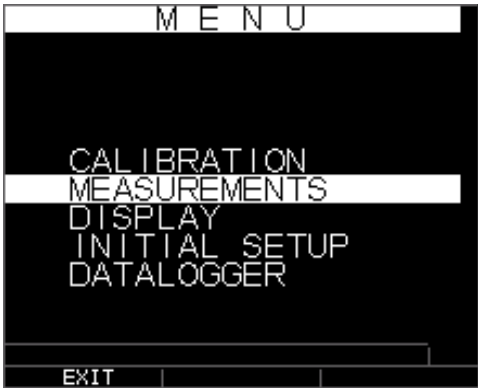 MENU
CALIBRATION
MEASUREMENTS
DISPLAY
INITIAL SETUP
DATALOGGER
EXIT